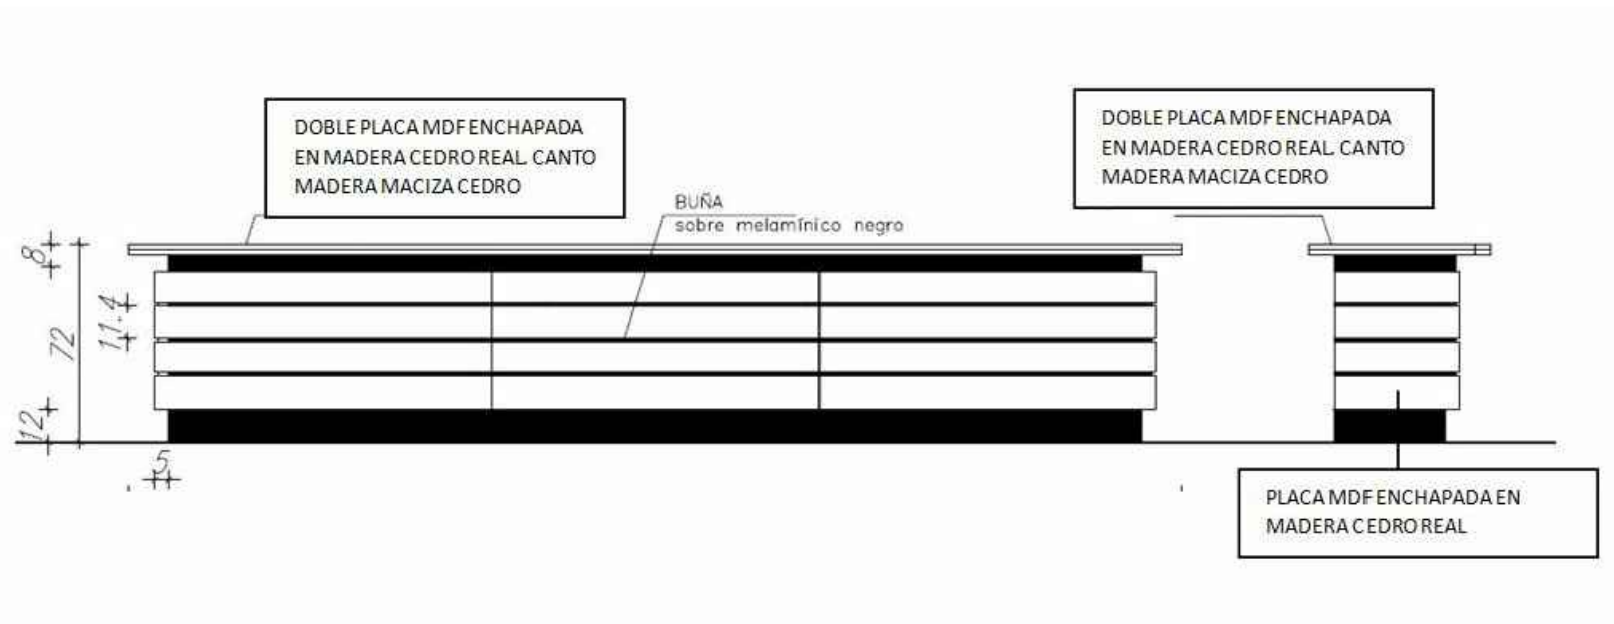 DOBLE PLACA MDF ENCHAPADA
EN MADERA CEDRO REAL. CANTO
MADERA MACIZA CEDRO
DOBLE PLACA MDF ENCHAPADA
EN MADERA CEDRO REAL. CANTO
MADERA MACIZA CEDRO
BUÑA
sobre melamínico negro
8
72
11.4
12
5
PLACA MDF ENCHAPADA EN
MADERA CEDRO REAL